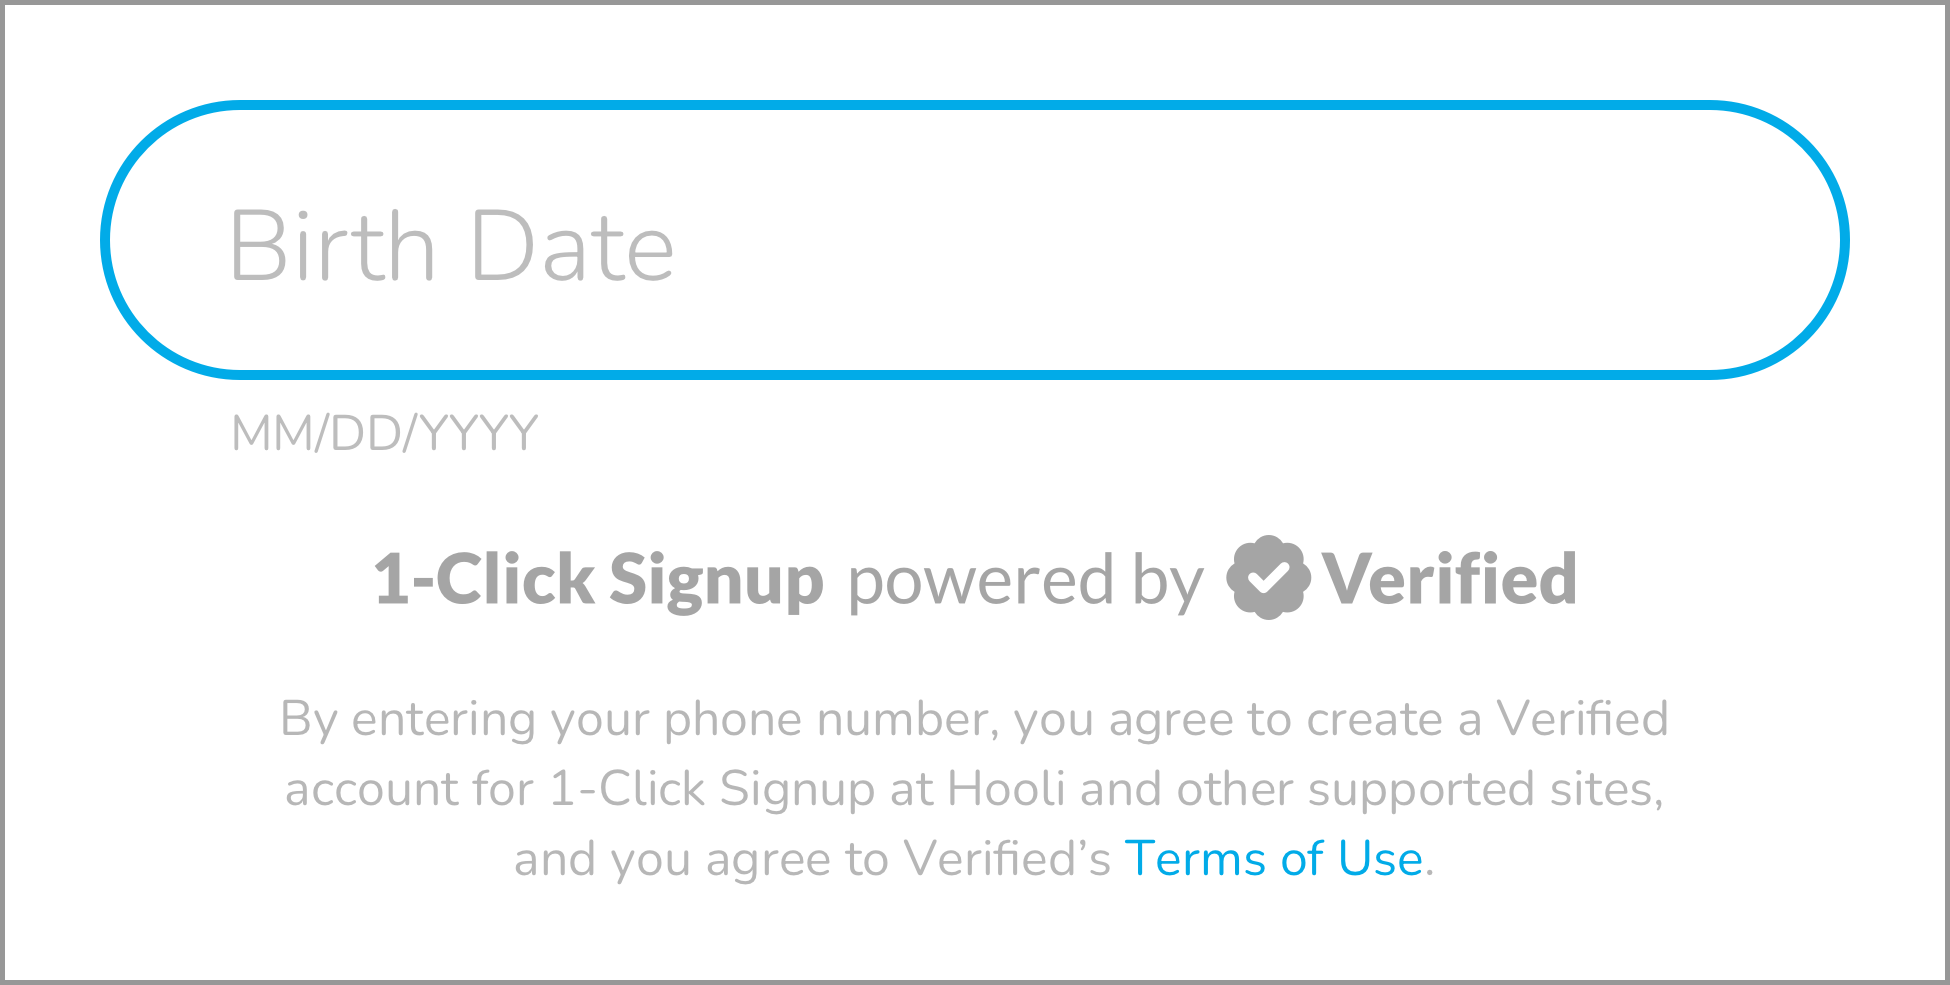 Birth Date
MM/DD/YYYY
1-Click Signup powered by Verified
By entering your phone number, you agree to create a Verified
account for 1-Click Signup at Hooli and other supported sites,
and you agree to Verified’s Terms of Use.